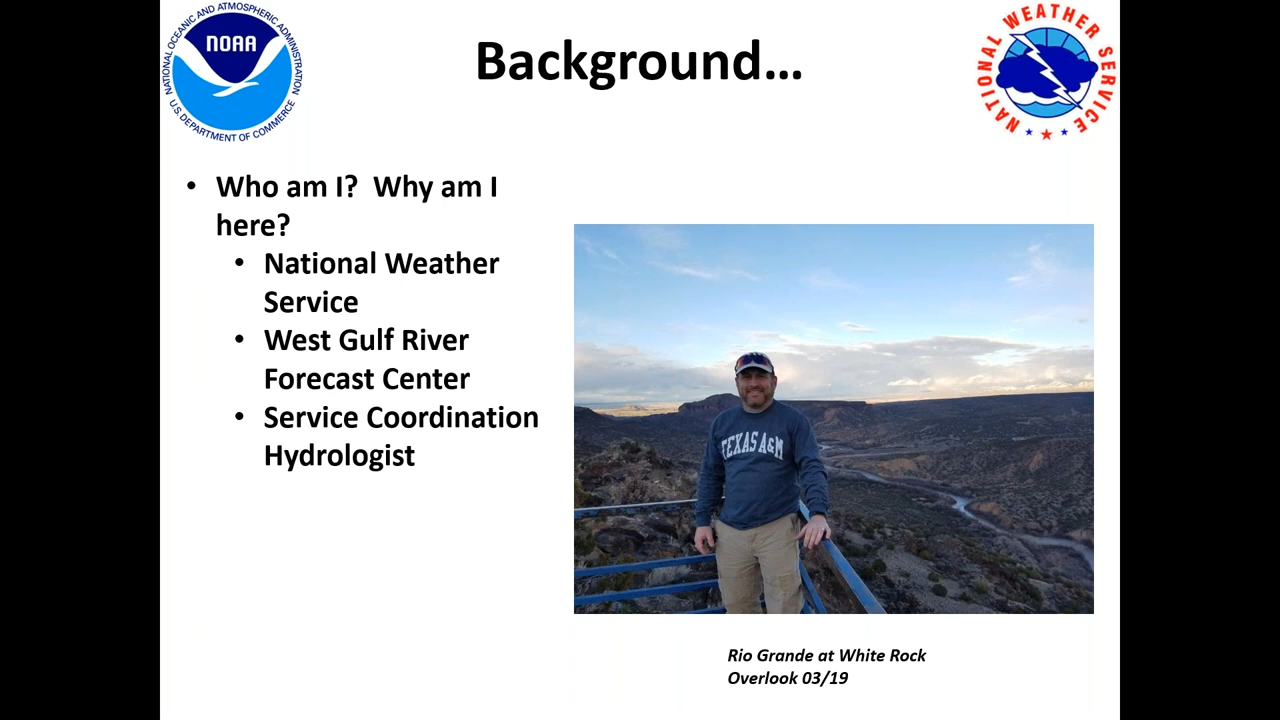 NATIONAL OCEANIC AND ATMOSPHERIC ADMINISTRATION
NOAA
U.S. DEPARTMENT OF COMMERCE
Background...
NATIONAL WEATHER SERVICE
• Who am I?  Why am I
here?
• National Weather
Service
• West Gulf River
Forecast Center
• Service Coordination
Hydrologist
TEXAS A&M
Rio Grande at White Rock
Overlook 03/19